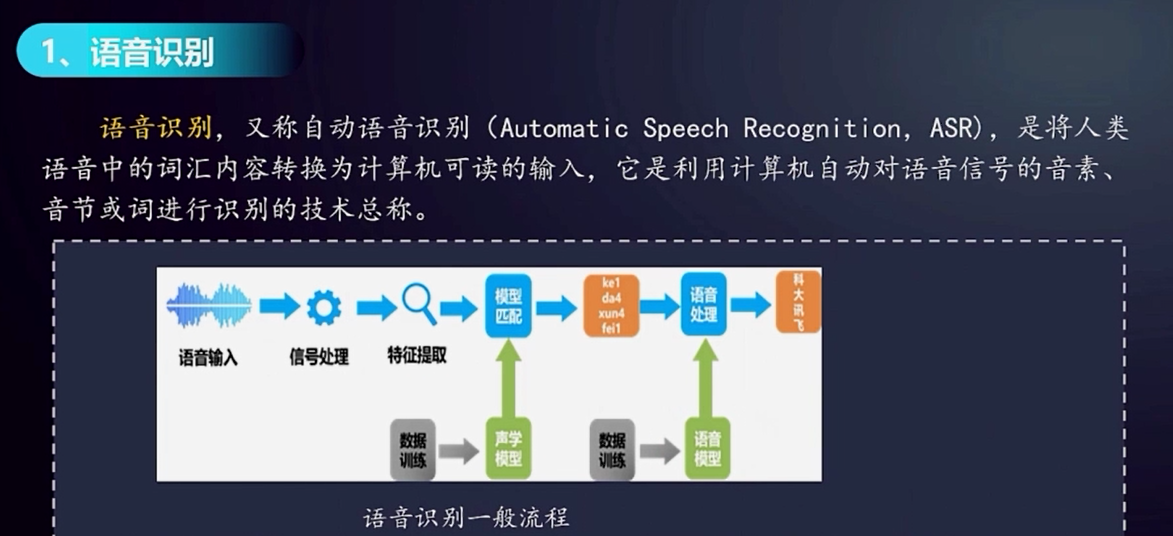 1、语音识别
语音识别，又称自动语音识别（Automatic Speech Recognition, ASR），是将人类
语音中的词汇内容转换为计算机可读的输入，它是利用计算机自动对语音信号的音素、
音节或词进行识别的技术总称。
语音输入
信号处理
特征提取
模型
匹配
ke1
da4
xun4
fei1
语音
处理
科
大
讯
飞
数据
训练
声学
模型
数据
训练
语音
模型
语音识别一般流程